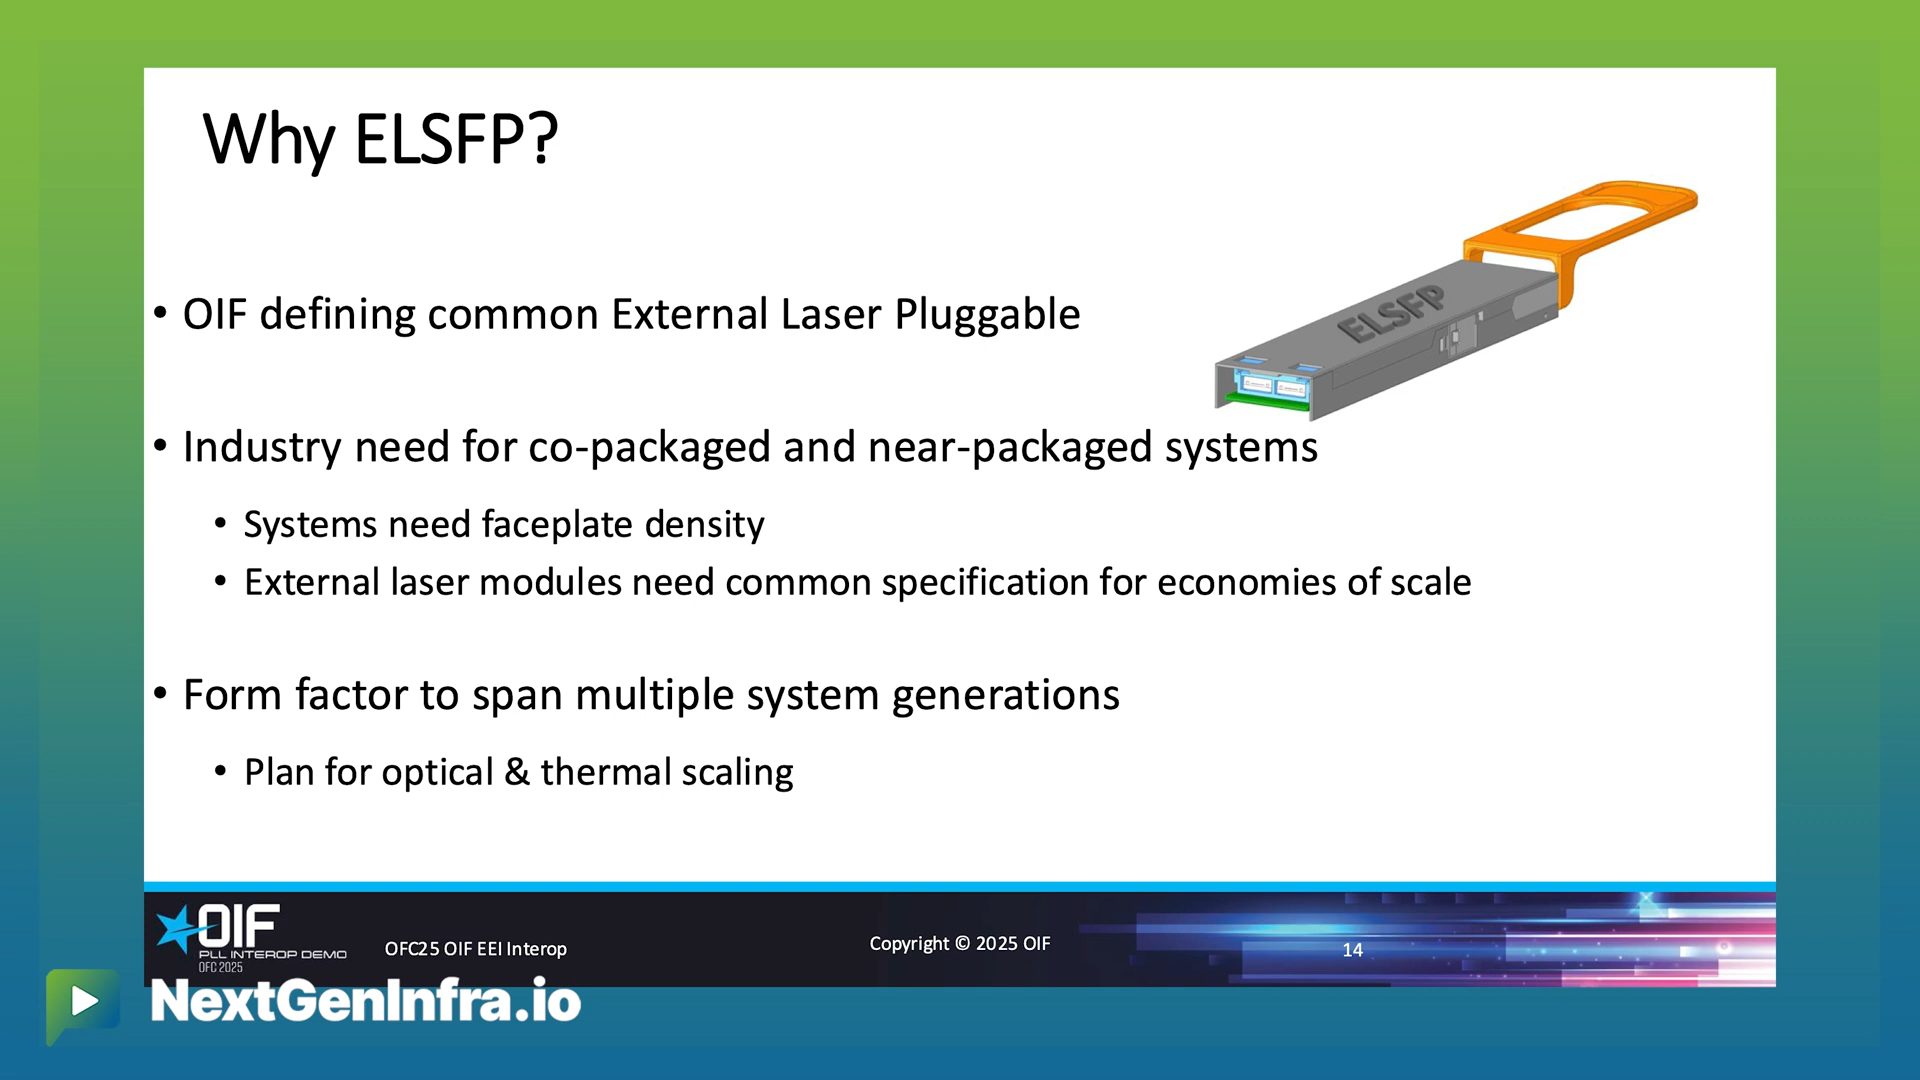 Why ELSFP?
ELSFP
• OIF defining common External Laser Pluggable
• Industry need for co-packaged and near-packaged systems
• Systems need faceplate density
• External laser modules need common specification for economies of scale
• Form factor to span multiple system generations
• Plan for optical & thermal scaling
OIF
PLL INTEROP DEMO
OFC 2025
OFC25 OIF EEI Interop
Copyright © 2025 OIF
14
NextGenInfra.io